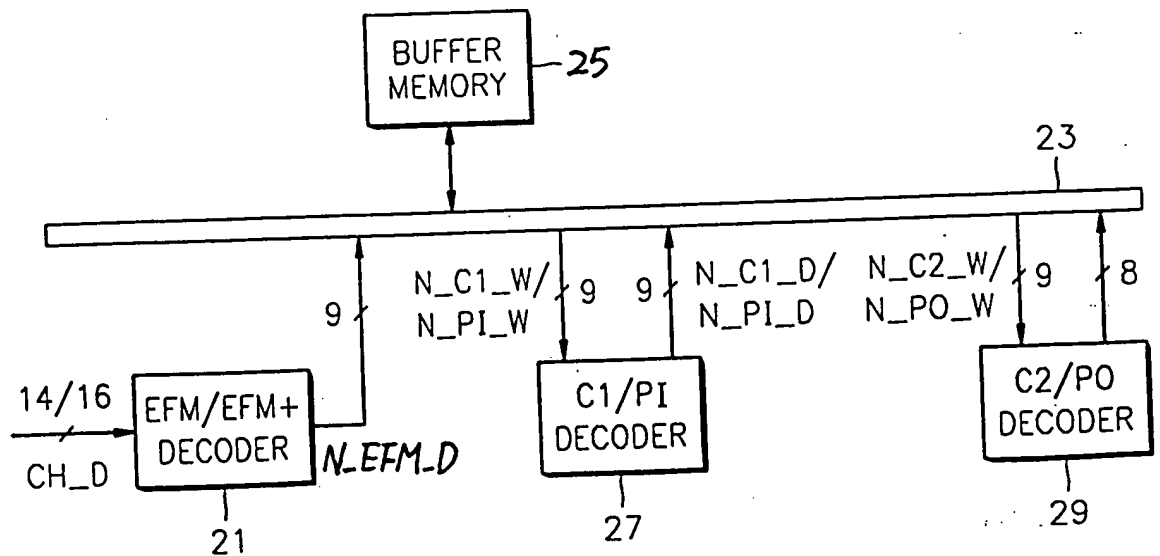 BUFFER
MEMORY
25
23
N_C1_W/
N_PI_W
9
9
N_C1_D/
N_PI_D
N_C2_W/
N_PO_W
9
8
9
14/16
CH_D
EFM/EFM+
DECODER
N_EFM_D
C1/PI
DECODER
C2/PO
DECODER
21
27
29